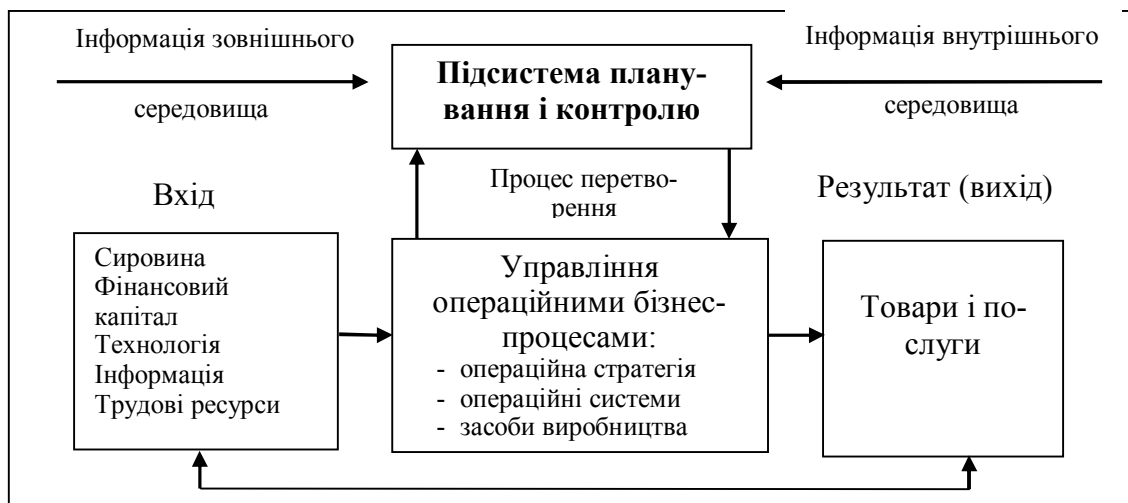 Інформація зовнішнього
середовища
Підсистема плану-
вання і контролю
Інформація внутрішнього
середовища
Вхід
Процес перетво-
рення
Результат (вихід)
Сировина
Фінансовий
капітал
Технологія
Інформація
Трудові ресурси
Управління
операційними бізнес-
процесами:
- операційна стратегія
- операційні системи
- засоби виробництва
Товари і по-
слуги